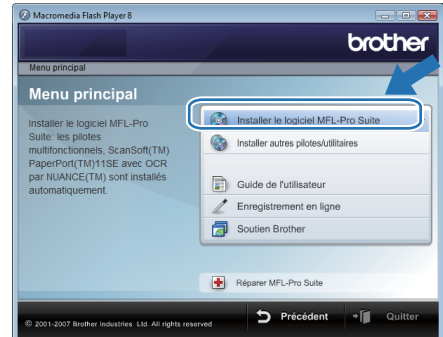 Macromedia Flash Player 8
brother
Menu principal
Menu principal
Installer le logiciel MFL-Pro
Suite: les pilotes
multifonctionnels, ScanSoft(TM)
PaperPort(TM)11SE avec OCR
par NUANCE(TM) sont installés
automatiquement.
Installer le logiciel MFL-Pro Suite
Installer autres pilotes/utilitaires
Guide de l'utilisateur
Enregistrement en ligne
Soutien Brother
Réparer MFL-Pro Suite
© 2001-2007 Brother Industries Ltd. All rights reserved
Précédent
Quitter